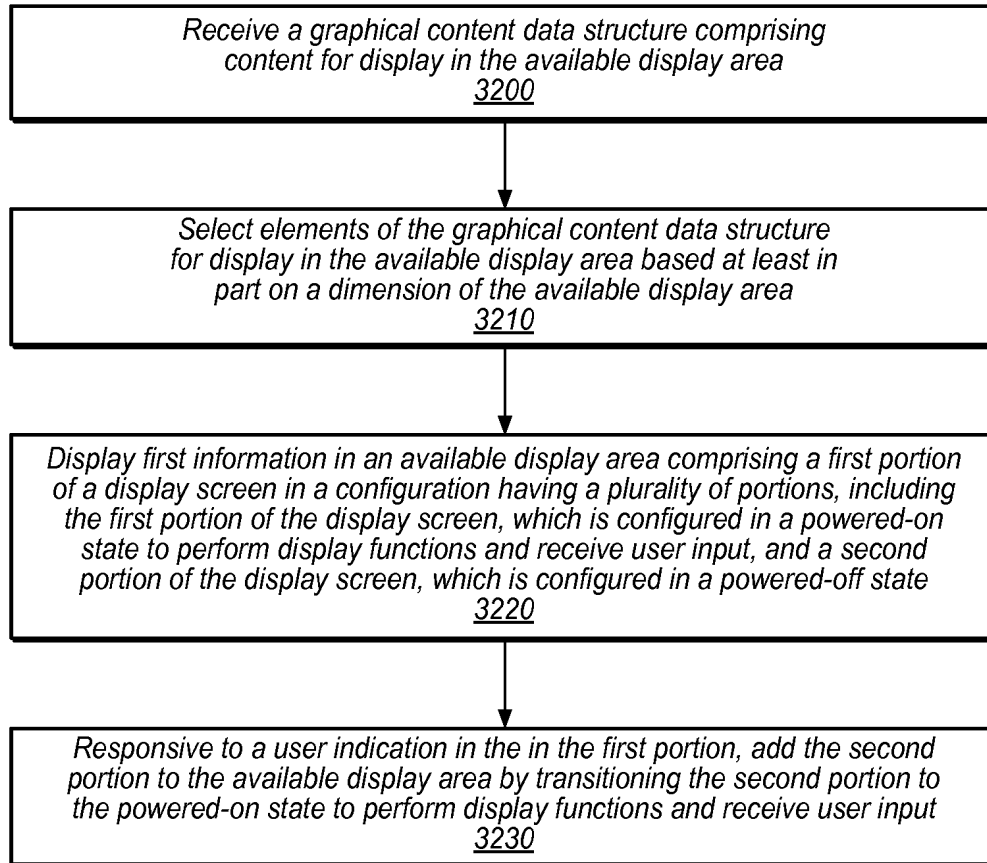 Receive a graphical content data structure comprising
content for display in the available display area
3200
Select elements of the graphical content data structure
for display in the available display area based at least in
part on a dimension of the available display area
3210
Display first information in an available display area comprising a first portion
of a display screen in a configuration having a plurality of portions, including
the first portion of the display screen, which is configured in a powered-on
state to perform display functions and receive user input, and a second
portion of the display screen, which is configured in a powered-off state
3220
Responsive to a user indication in the in the first portion, add the second
portion to the available display area by transitioning the second portion to
the powered-on state to perform display functions and receive user input
3230